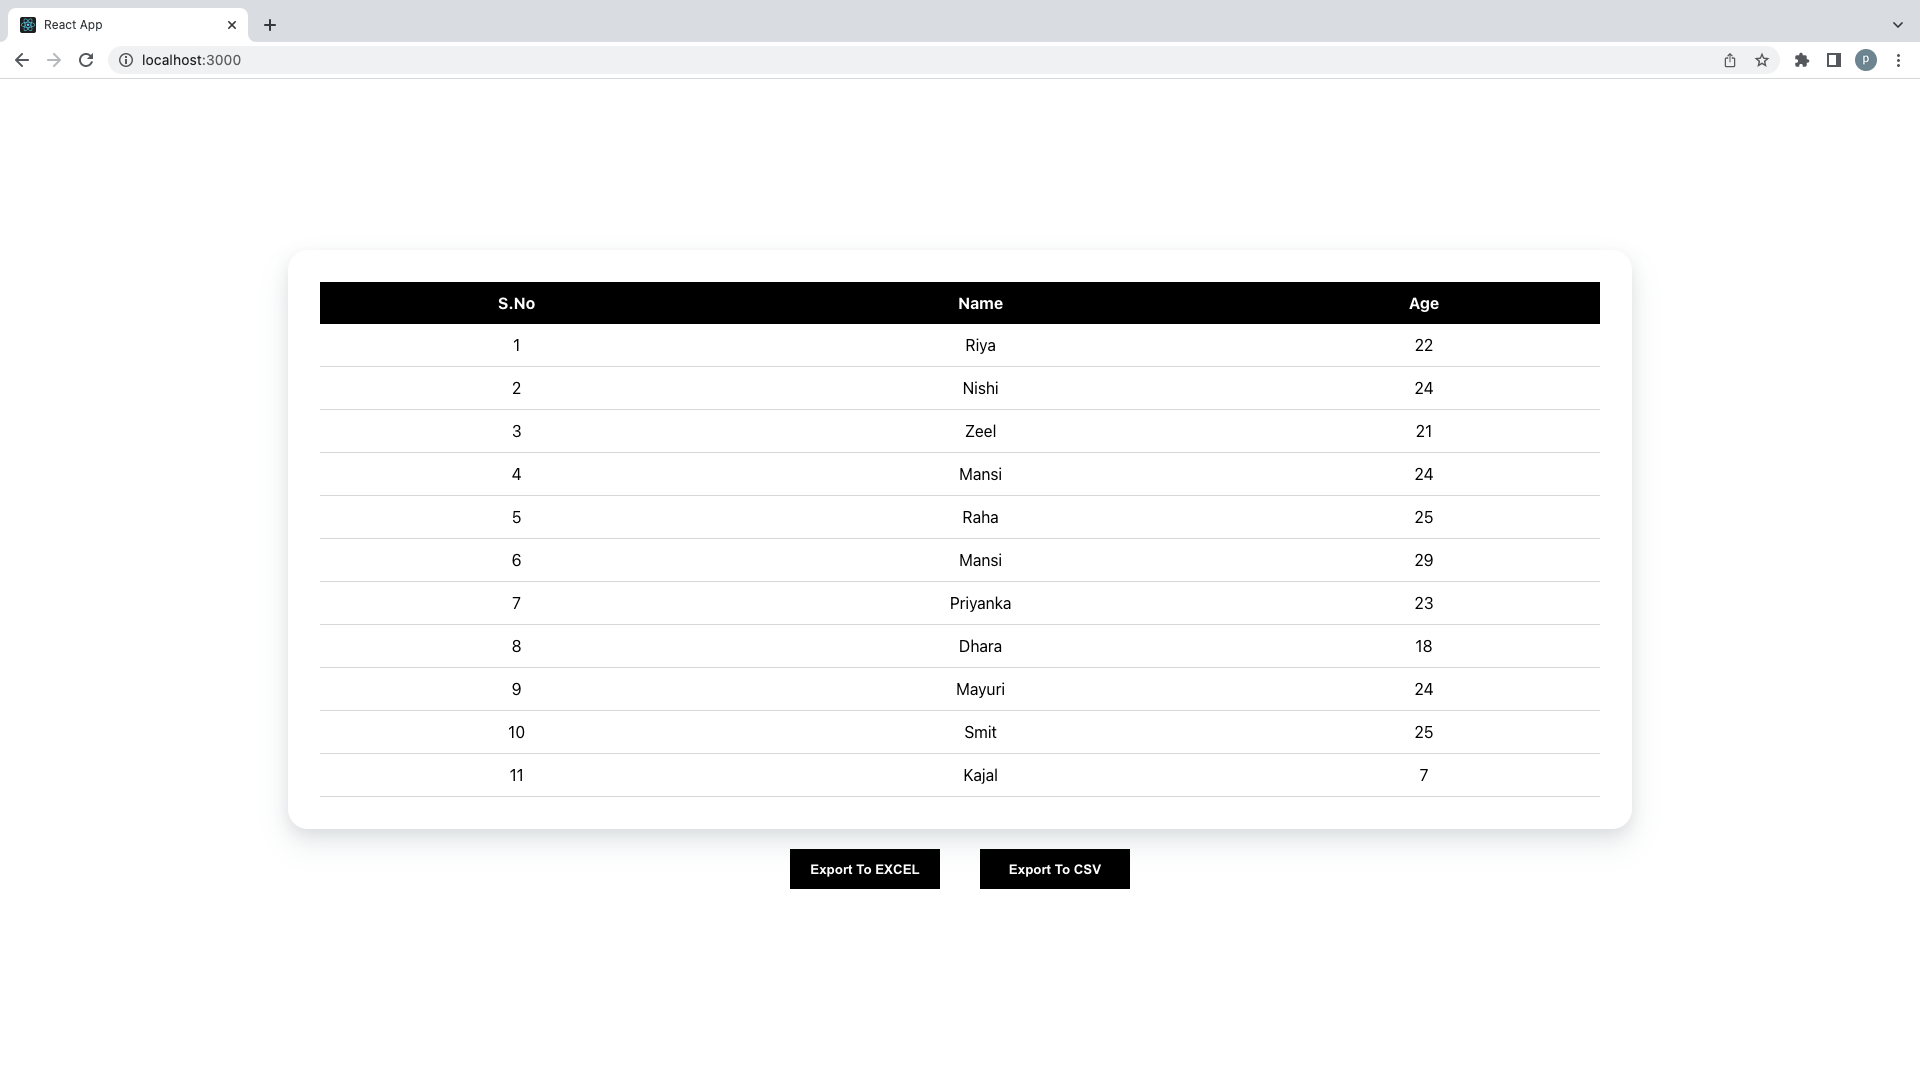 React App
localhost:3000
P
S.No Name Age
1 Riya 22
2 Nishi 24
3 Zeel 21
4 Mansi 24
5 Raha 25
6 Mansi 29
7 Priyanka 23
8 Dhara 18
9 Mayuri 24
10 Smit 25
11 Kajal 7
Export To EXCEL Export To CSV